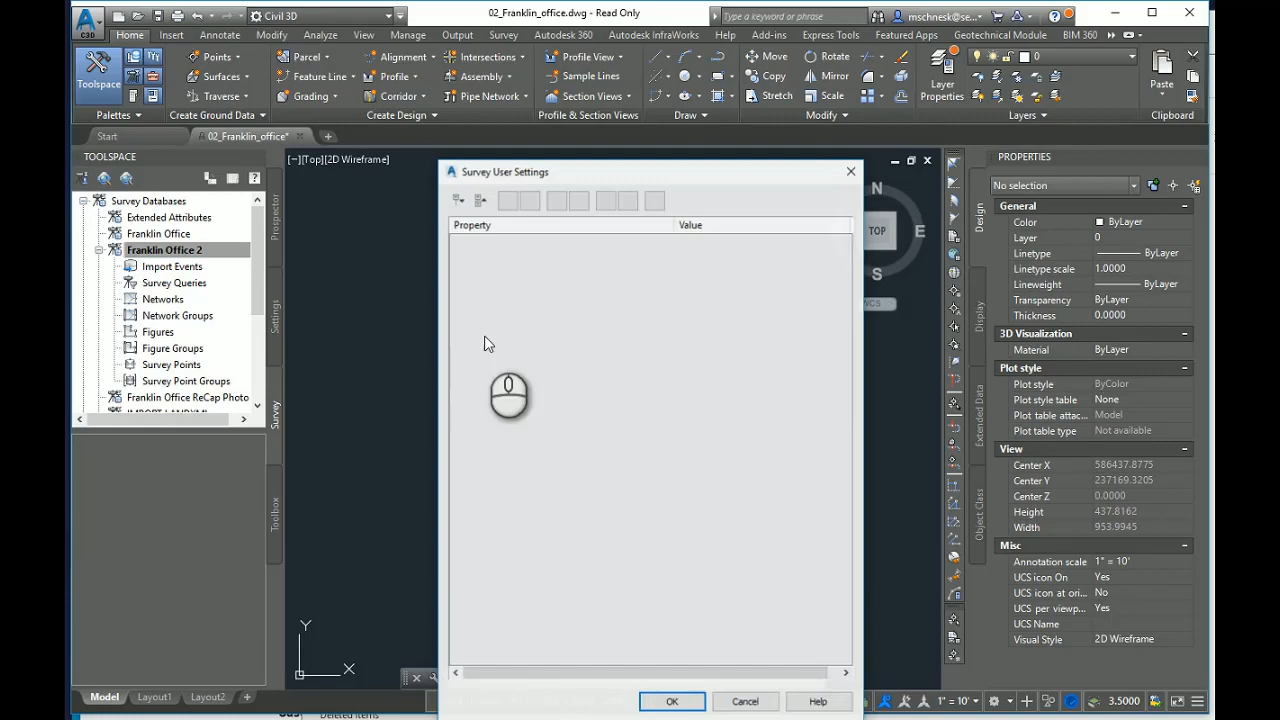 C3D
Civil 3D
02_Franklin_office.dwg - Read Only
Type a keyword or phrase
mschnesk@se...
Home Insert Annotate Modify Analyze View Manage Output Survey Autodesk 360 Autodesk InfraWorks Help Add-ins Express Tools Featured Apps Geotechnical Module BIM 360
Toolspace
Points
Surfaces
Traverse
Parcel
Feature Line
Grading
Alignment
Profile
Corridor
Intersections
Assembly
Pipe Network
Profile View
Sample Lines
Section Views
Move
Copy
Stretch
Rotate
Mirror
Scale
Layer
Properties
0
Paste
Palettes Create Ground Data Create Design Profile & Section Views Draw Modify Layers Clipboard
Start 02_Franklin_office*
TOOLSPACE
Survey Databases
Extended Attributes
Franklin Office
Franklin Office 2
Import Events
Survey Queries
Networks
Network Groups
Figures
Figure Groups
Survey Points
Survey Point Groups
Franklin Office ReCap Photo
Prospector
Settings
Survey
Toolbox
[−][Top][2D Wireframe]
Survey User Settings
Property Value
OK Cancel Help
N
TOP
E
S
WCS
Y
X
PROPERTIES
No selection
Design
Extended Data
Object Class
General
Color ByLayer
Layer 0
Linetype ByLayer
Linetype scale 1.0000
Lineweight ByLayer
Transparency ByLayer
Thickness 0.0000
3D Visualization
Material ByLayer
Plot style
Plot style ByColor
Plot style table None
Plot table attac... Model
Plot table type Not available
View
Center X 586437.8775
Center Y 237169.3205
Center Z 0.0000
Height 437.8162
Width 953.9945
Misc
Annotation scale 1" = 10'
UCS icon On Yes
UCS icon at ori... No
UCS per viewp... Yes
UCS Name
Visual Style 2D Wireframe
Model Layout1 Layout2
1" = 10' 3.5000
Deleted Items